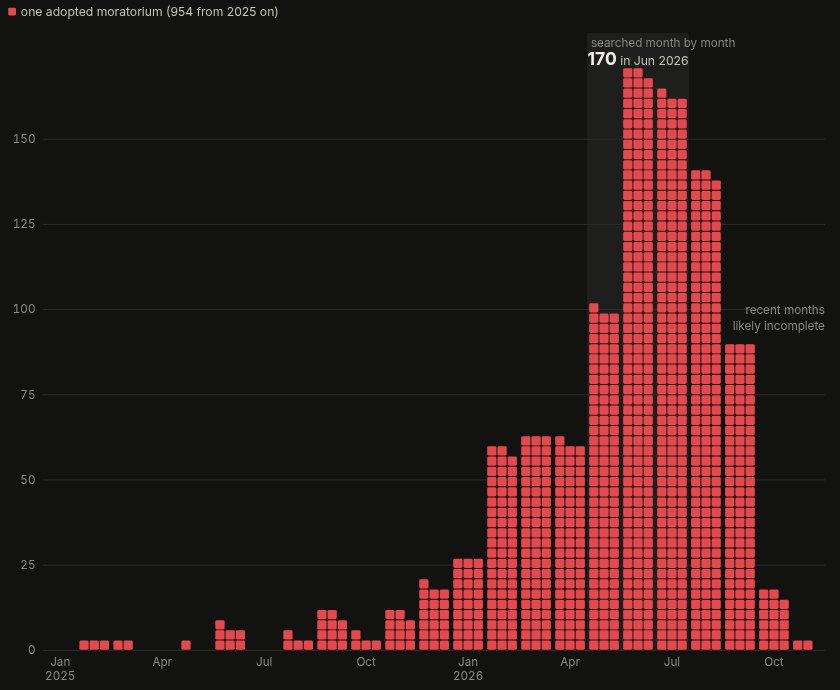 one adopted moratorium (954 from 2025 on)
searched month by month
170 in Jun 2026
150
125
100
recent months
likely incomplete
75
50
25
0
Jan Apr Jul Oct Jan Apr Jul Oct
2025 2026